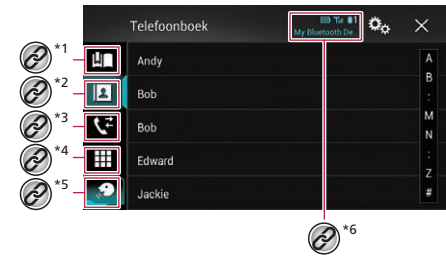 Telefoonboek
My Bluetooth De...
*1
Andy
A
B
*2
Bob
:
*3
Bob
M
N
*4
Edward
:
Z
*5
Jackie
#
*6